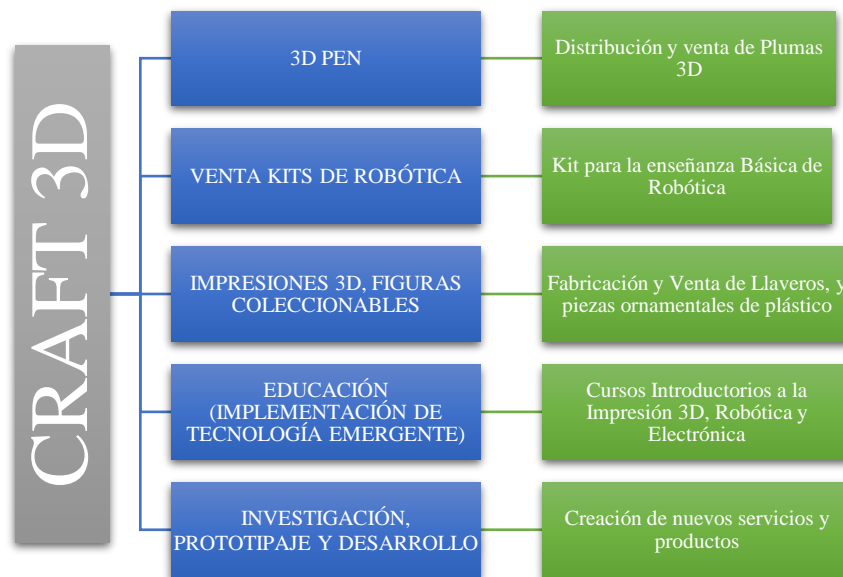 CRAFT 3D
3D PEN
Distribución y venta de Plumas
3D
VENTA KITS DE ROBÓTICA
Kit para la enseñanza Básica de
Robótica
IMPRESIONES 3D, FIGURAS
COLECCIONABLES
Fabricación y Venta de Llaveros, y
piezas ornamentales de plástico
EDUCACIÓN
(IMPLEMENTACIÓN DE
TECNOLOGÍA EMERGENTE)
Cursos Introductorios a la
Impresión 3D, Robótica y
Electrónica
INVESTIGACIÓN,
PROTOTIPAJE Y DESARROLLO
Creación de nuevos servicios y
productos